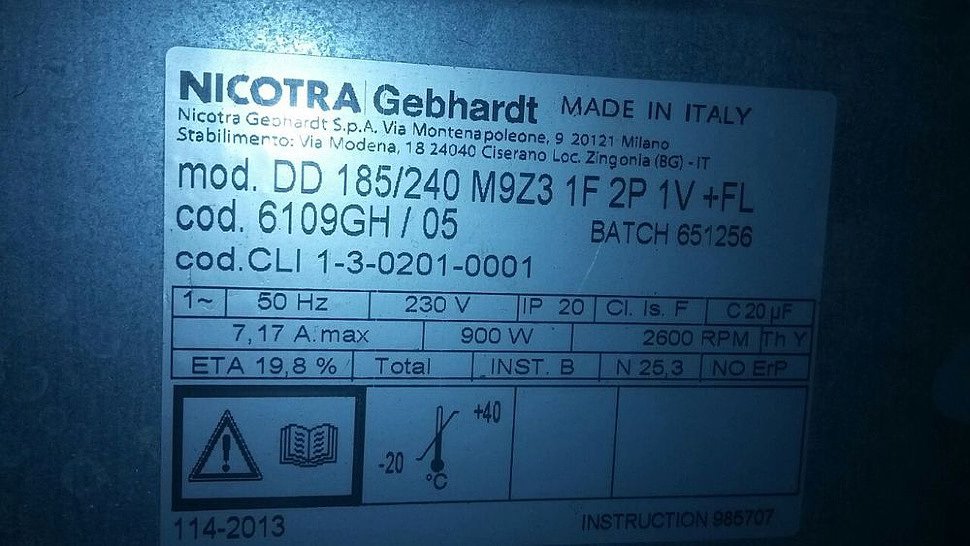 NICOTRA Gebhardt MADE IN ITALY
Nicotra Gebhardt S.p.A. Via Montenapoleone, 9 20121 Milano
Stabilimento: Via Modena, 18 24040 Ciserano Loc. Zingonia (BG) - IT
mod. DD 185/240 M9Z3 1F 2P 1V +FL
cod. 6109GH / 05 BATCH 651256
cod.CLI 1-3-0201-0001
1~ 50 Hz 230 V IP 20 Cl. Is. F C 20 µF
7,17 A.max 900 W 2600 RPM Th Y
ETA 19,8 % Total INST. B N 25,3 NO ErP
+40
-20
°C
114-2013 INSTRUCTION 985707